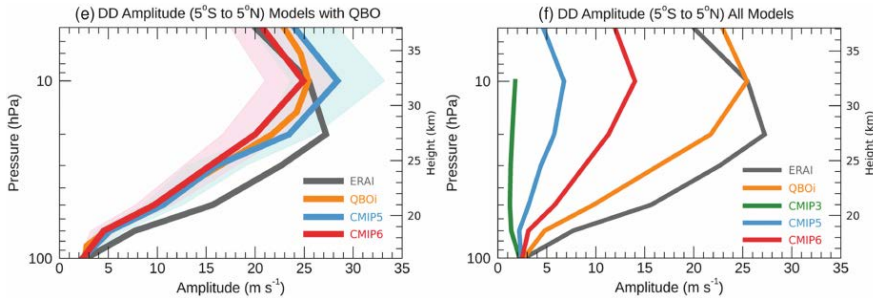 (e) DD Amplitude (5°S to 5°N) Models with QBO
Pressure (hPa)
10
100
35
30
25
20
Height (km)
ERAI
QBOi
CMIP5
CMIP6
0 5 10 15 20 25 30 35
Amplitude (m s⁻¹)
(f) DD Amplitude (5°S to 5°N) All Models
Pressure (hPa)
10
100
35
30
25
20
Height (km)
ERAI
QBOi
CMIP3
CMIP5
CMIP6
0 5 10 15 20 25 30 35
Amplitude (m s⁻¹)